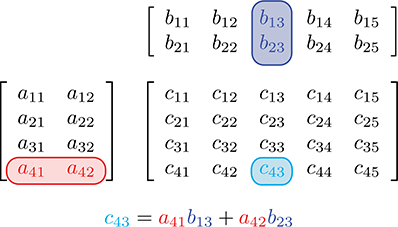 b₁₁ b₁₂ b₁₃ b₁₄ b₁₅
b₂₁ b₂₂ b₂₃ b₂₄ b₂₅
a₁₁ a₁₂ c₁₁ c₁₂ c₁₃ c₁₄ c₁₅
a₂₁ a₂₂ c₂₁ c₂₂ c₂₃ c₂₄ c₂₅
a₃₁ a₃₂ c₃₁ c₃₂ c₃₃ c₃₄ c₃₅
a₄₁ a₄₂ c₄₁ c₄₂ c₄₃ c₄₄ c₄₅
c₄₃ = a₄₁b₁₃ + a₄₂b₂₃